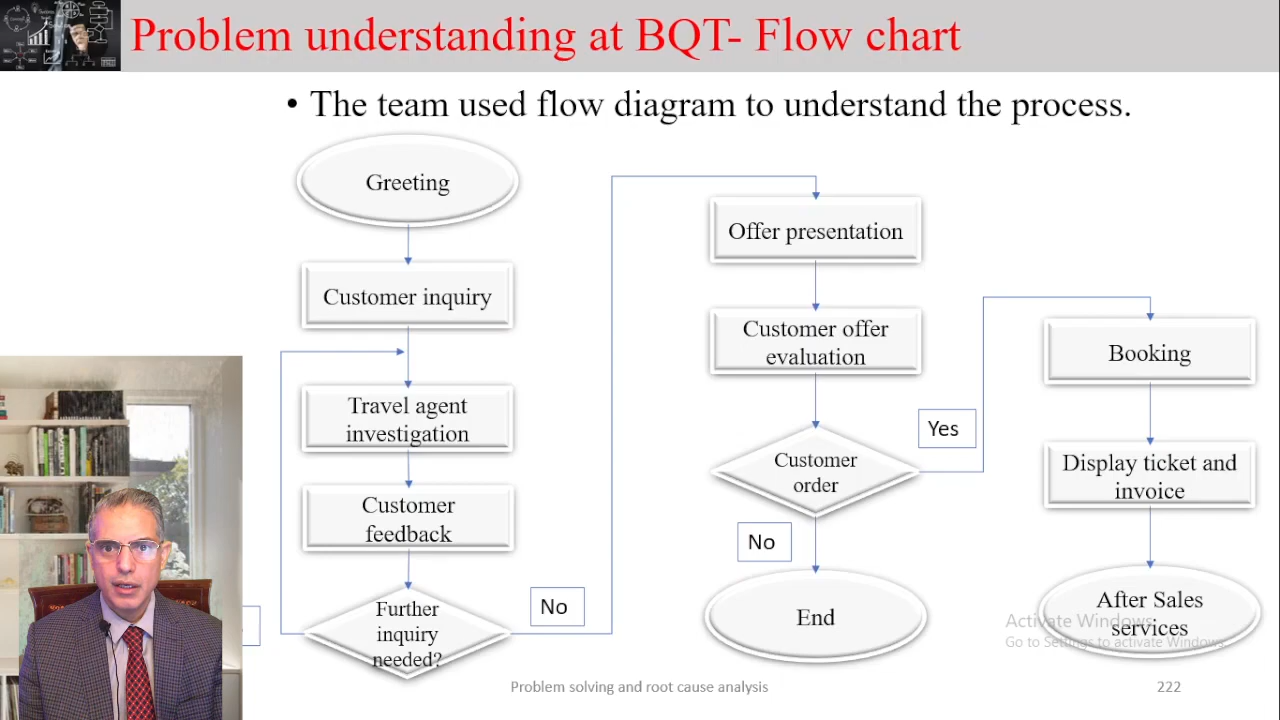 Problem understanding at BQT- Flow chart
• The team used flow diagram to understand the process.
Greeting
Customer inquiry
Travel agent
investigation
Customer
feedback
Further
inquiry
needed?
No
Offer presentation
Customer offer
evaluation
Customer
order
Yes
No
End
Booking
Display ticket and
invoice
After Sales
services
Activate Windows
Go to Settings to activate Windows.
Problem solving and root cause analysis
222